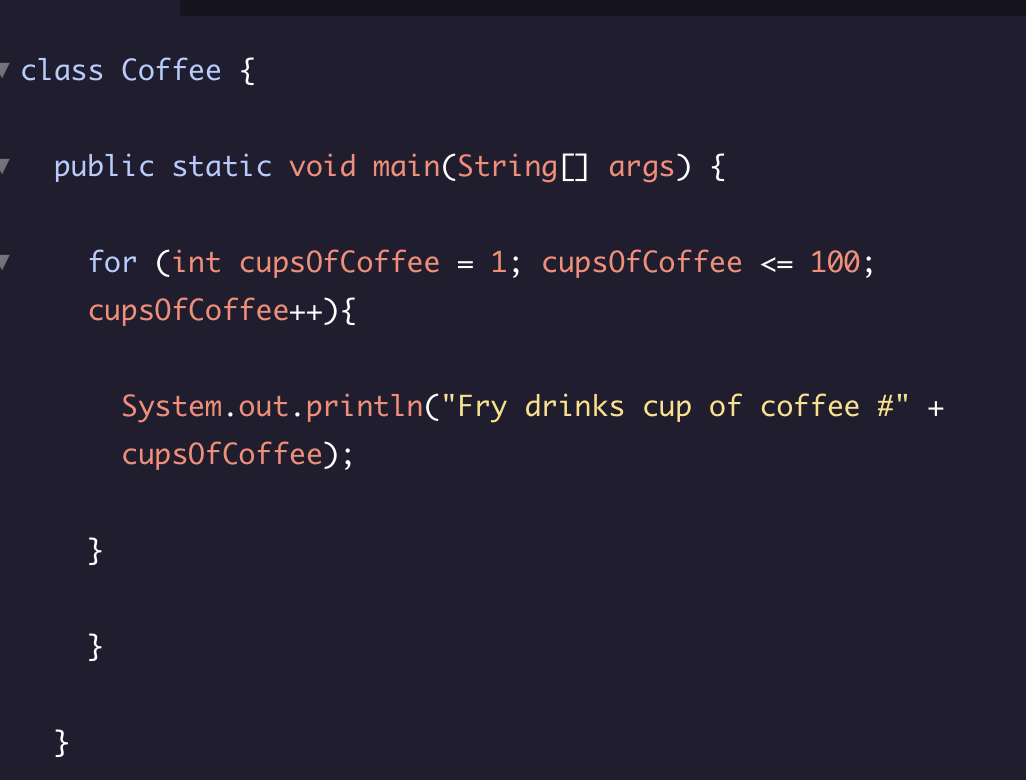 class Coffee {
public static void main(String[] args) {
for (int cupsOfCoffee = 1; cupsOfCoffee <= 100;
cupsOfCoffee++){
System.out.println("Fry drinks cup of coffee #" +
cupsOfCoffee);
}
}
}